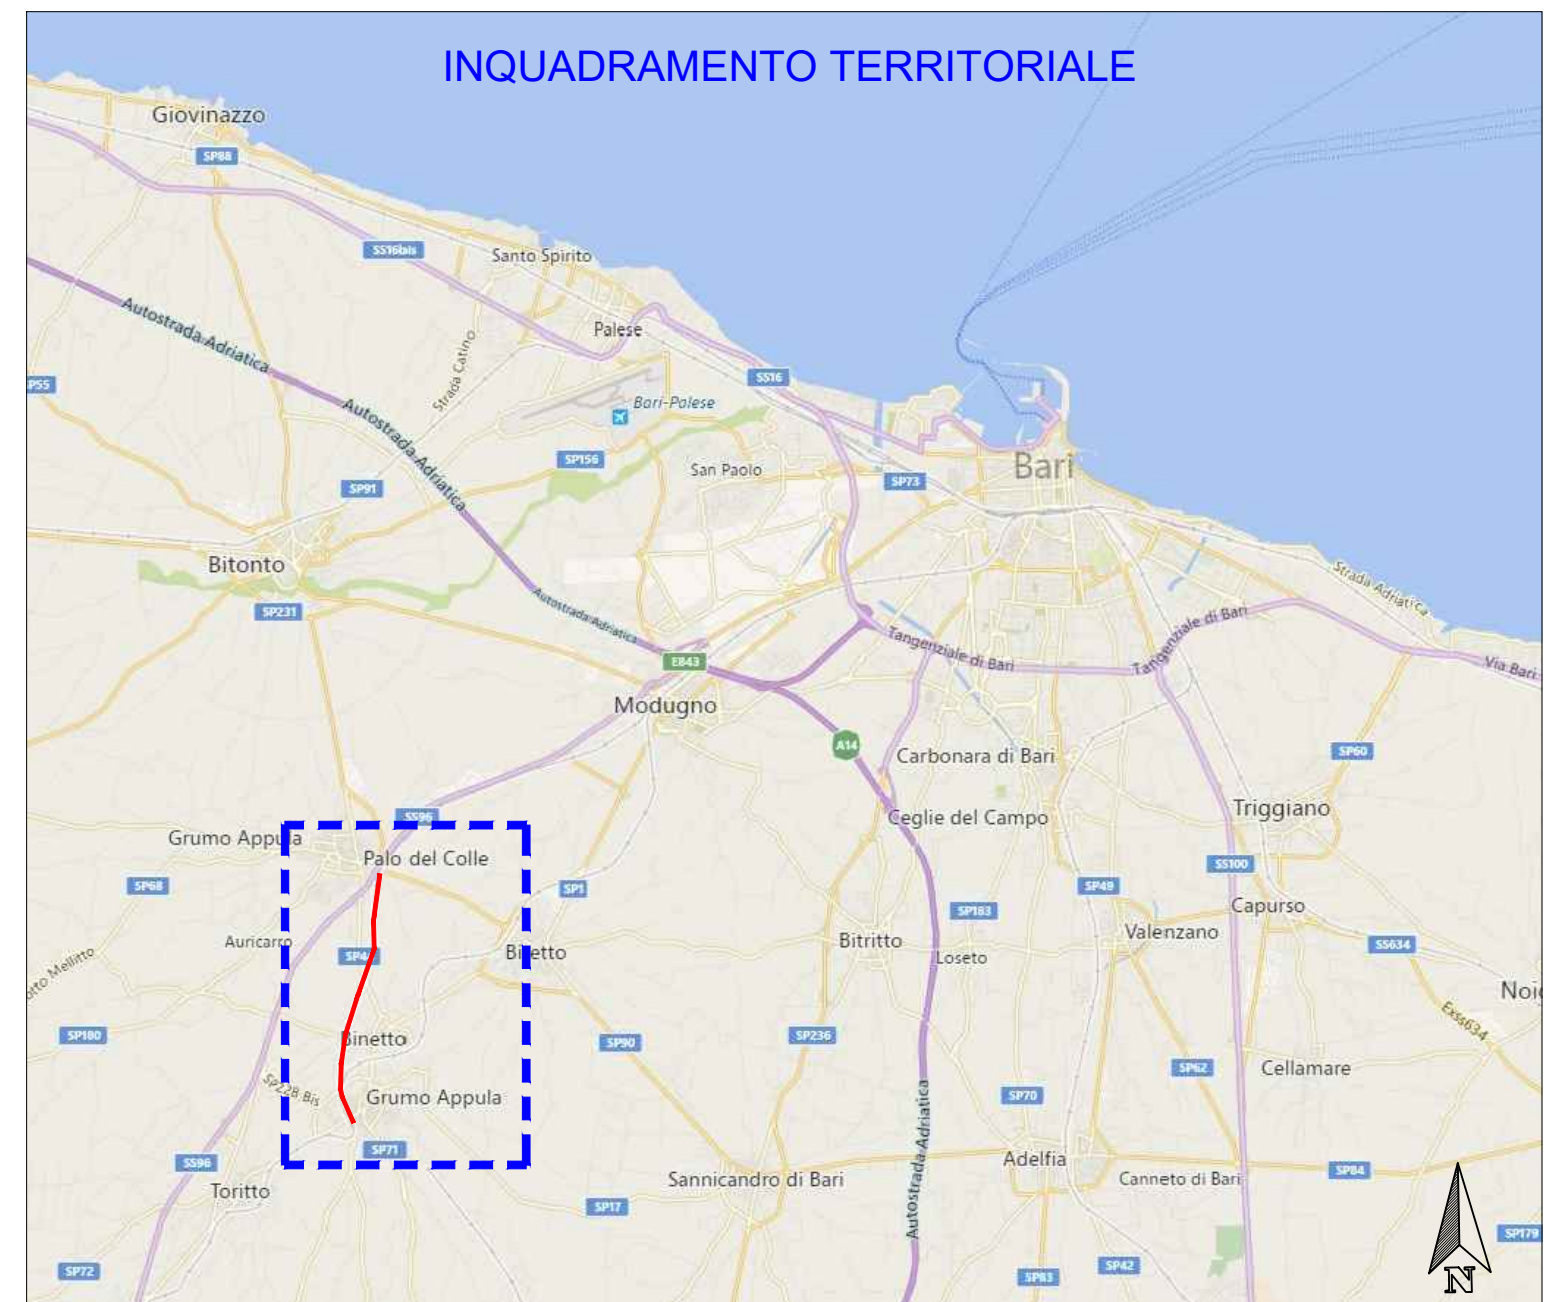 INQUADRAMENTO TERRITORIALE
Giovinazzo
SP88
SS16bis
Santo Spirito
Autostrada Adriatica
Palese
Strada Catino
SS16
SP55
Autostrada Adriatica
Bari-Palese
SP156
San Paolo
Bari
SP73
SP91
Bitonto
Strada Adriatica
SP231
Autostrada Adriatica
Tangenziale di Bari
Tangenziale di Bari
E843
Via Bari
Modugno
A14
Carbonara di Bari
SP60
SS96
Ceglie del Campo
Triggiano
Grumo Appula
Palo del Colle
SS100
SP68
SP1
SP49
SP183
Capurso
Auricarro
Bitetto
Bitritto
Valenzano
SS634
Loseto
otto Mellitto
Noic
SP180
Binetto
SP90
SP236
Exss634
SP62
Cellamare
SP228 Bis
Grumo Appula
SP70
Autostrada Adriatica
SP71
SS96
Adelfia
SP84
Toritto
Sannicandro di Bari
Canneto di Bari
SP17
SP179
SP72
SP83
SP42
N